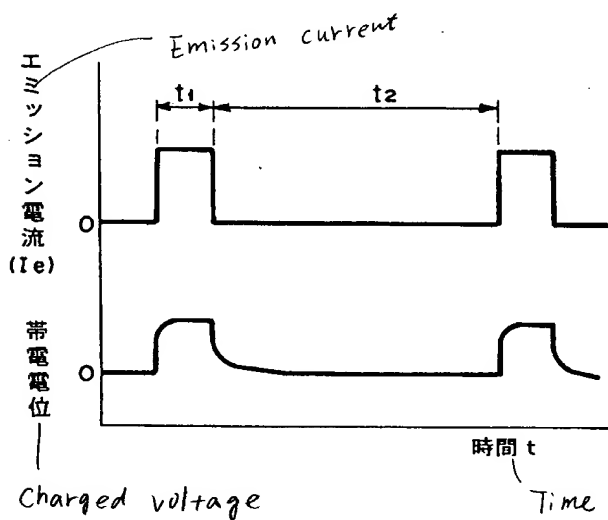 Emission current
エミッション電流
(Ie)
t1
t2
O
帯電電位
O
時間 t
Charged voltage
Time